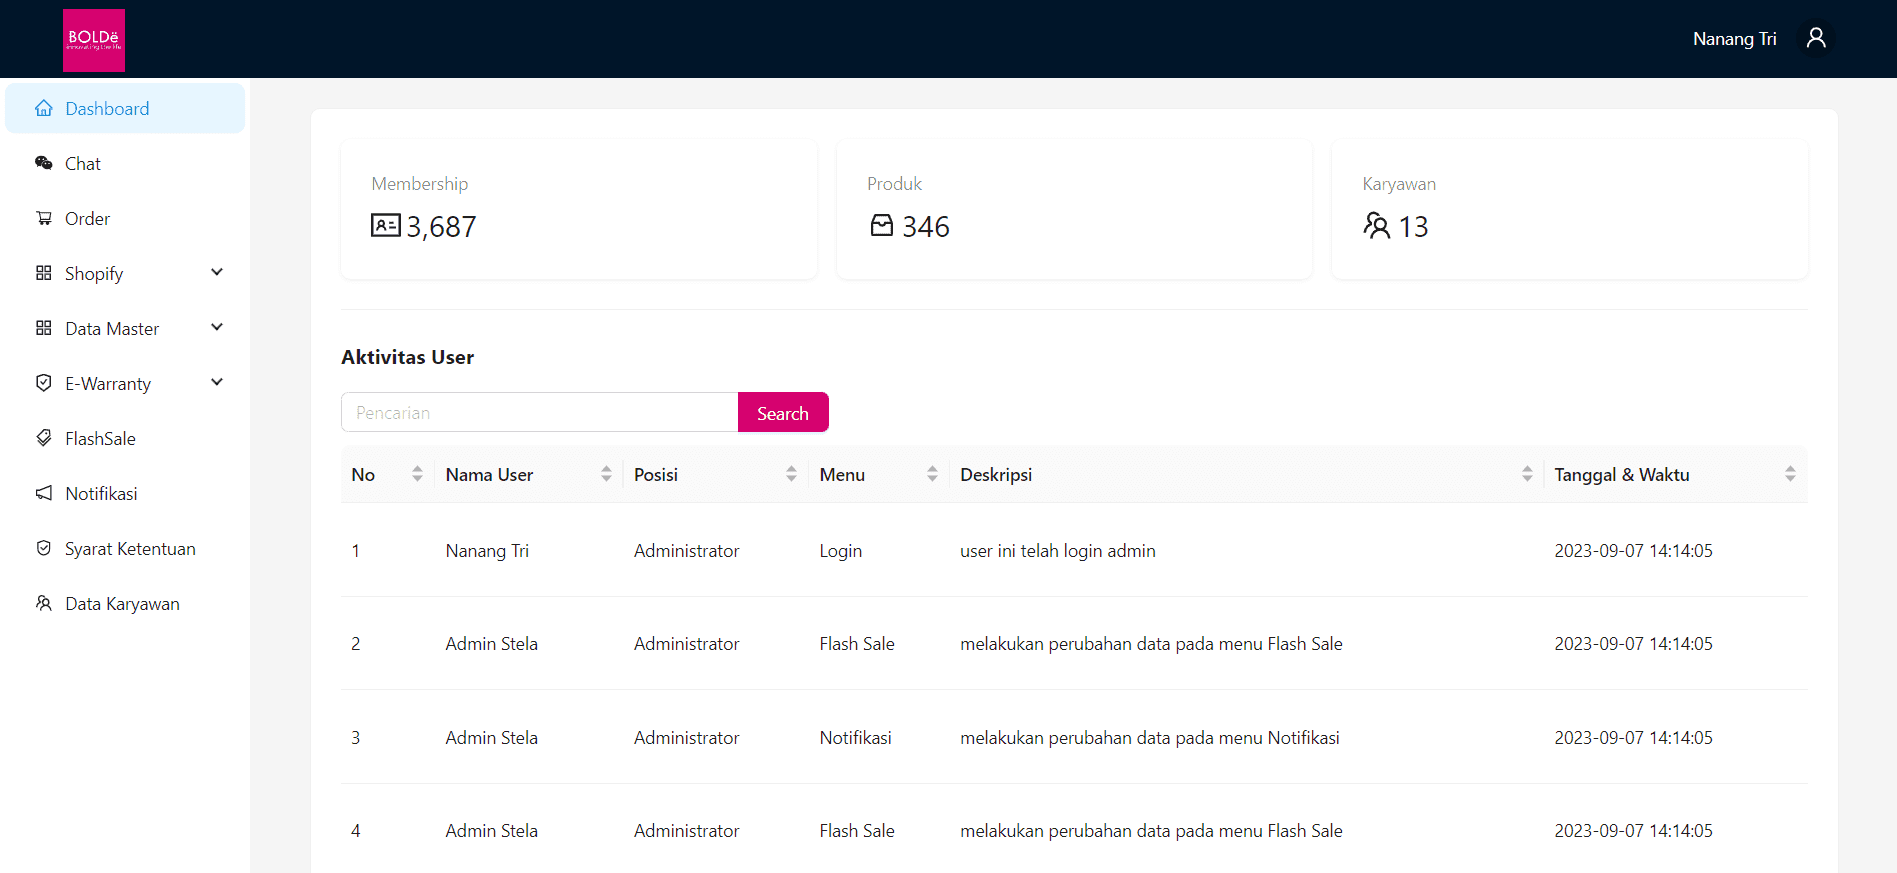 BOLDë
innovating the life
Nanang Tri
Dashboard
Chat
Order
Shopify
Data Master
E-Warranty
FlashSale
Notifikasi
Syarat Ketentuan
Data Karyawan
Membership
3,687
Produk
346
Karyawan
13
Aktivitas User
Pencarian Search
No Nama User Posisi Menu Deskripsi Tanggal & Waktu
1 Nanang Tri Administrator Login user ini telah login admin 2023-09-07 14:14:05
2 Admin Stela Administrator Flash Sale melakukan perubahan data pada menu Flash Sale 2023-09-07 14:14:05
3 Admin Stela Administrator Notifikasi melakukan perubahan data pada menu Notifikasi 2023-09-07 14:14:05
4 Admin Stela Administrator Flash Sale melakukan perubahan data pada menu Flash Sale 2023-09-07 14:14:05